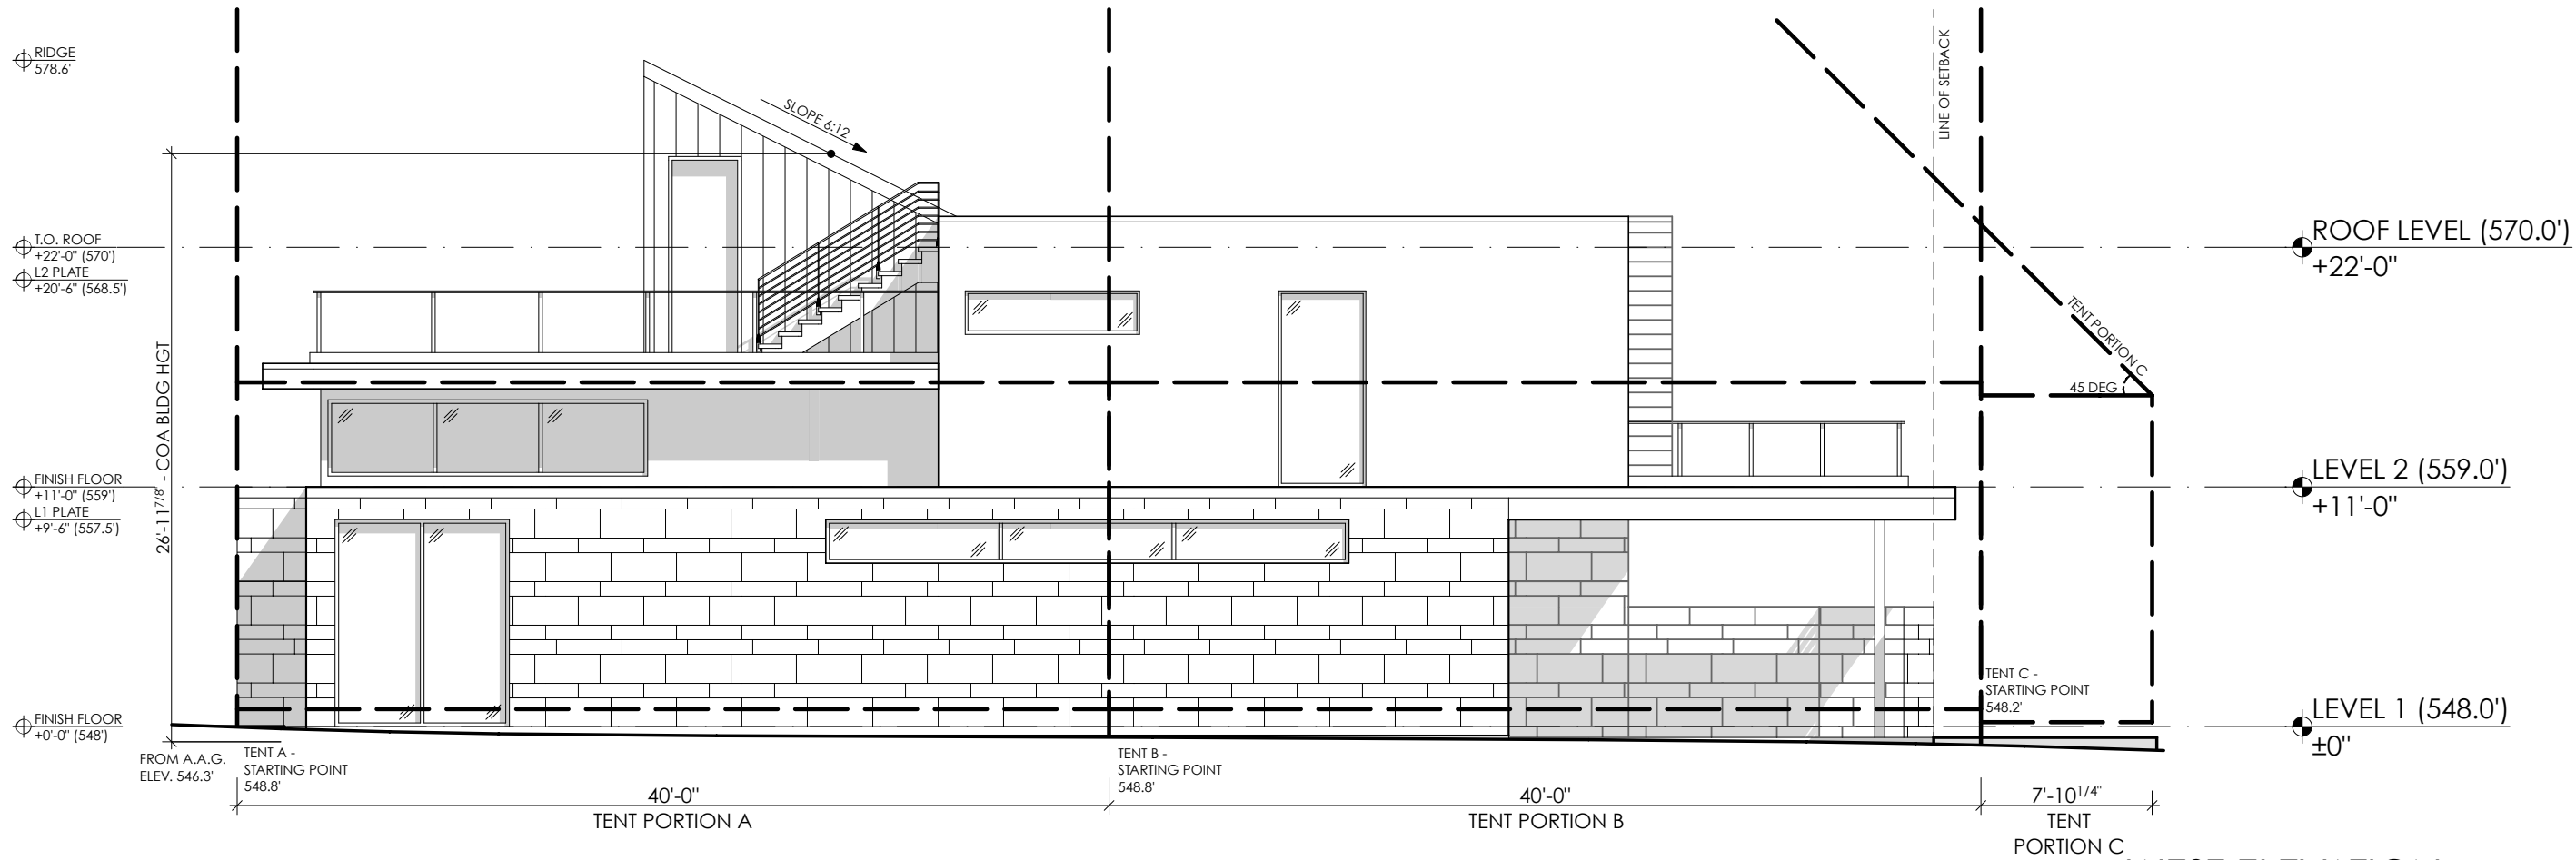 RIDGE
578.6'
T.O. ROOF
+22'-0" (570')
L2 PLATE
+20'-6" (568.5')
FINISH FLOOR
+11'-0" (559')
L1 PLATE
+9'-6" (557.5')
FINISH FLOOR
+0'-0" (548')
26'-11 7/8" - COA BLDG HGT
FROM A.A.G.
ELEV. 546.3'
SLOPE 6:12
LINE OF SETBACK
TENT PORTION C
45 DEG
ROOF LEVEL (570.0')
+22'-0"
LEVEL 2 (559.0')
+11'-0"
LEVEL 1 (548.0')
±0"
TENT A -
STARTING POINT
548.8'
TENT B -
STARTING POINT
548.8'
TENT C -
STARTING POINT
548.2'
40'-0"
TENT PORTION A
40'-0"
TENT PORTION B
7'-10 1/4"
TENT
PORTION C